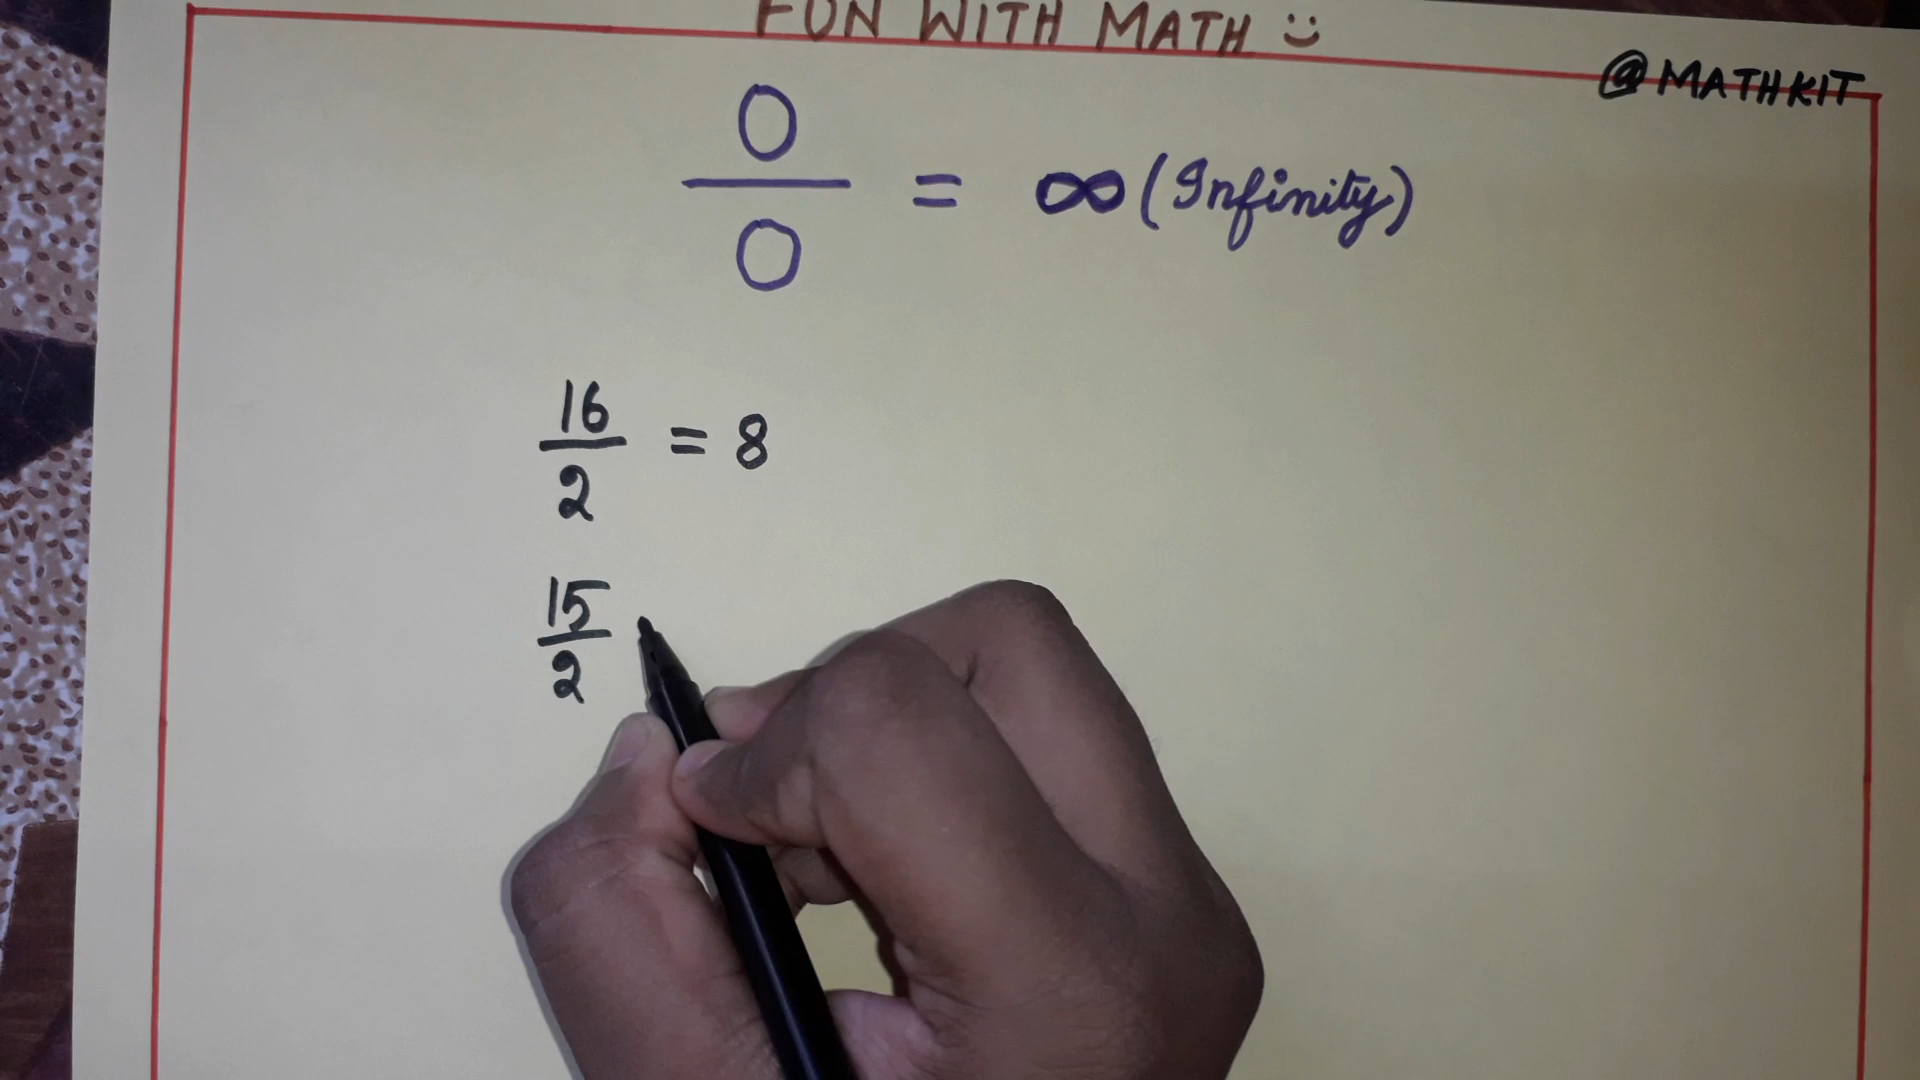 FUN WITH MATH :)
@MATHKIT
0/0 = ∞ (Infinity)
16/2 = 8
15/2